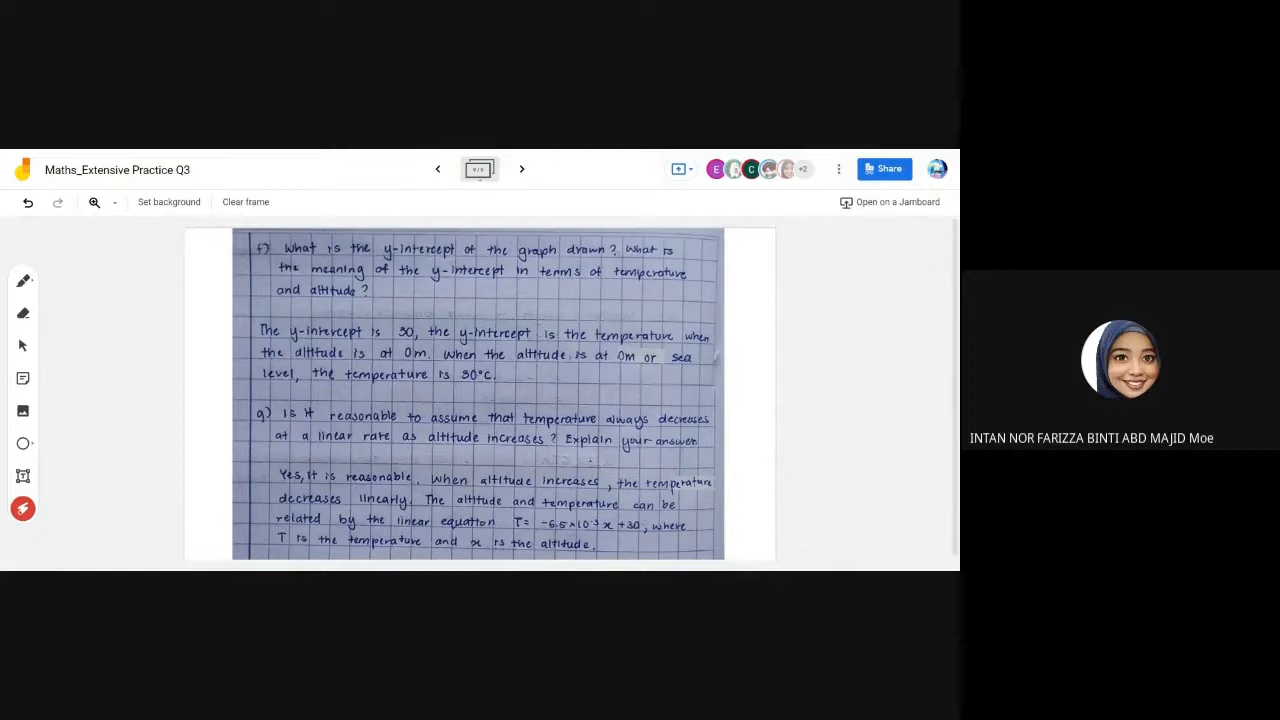 Maths_Extensive Practice Q3
9/9
E
C
+2
Share
Set background
Clear frame
Open on a Jamboard
f) What is the y-intercept of the graph drawn? What is
the meaning of the y-intercept in terms of temperature
and altitude?
The y-intercept is 30, the y-intercept is the temperature when
the altitude is at 0m. When the altitude is at 0m or sea
level, the temperature is 30°C.
g) Is it reasonable to assume that temperature always decreases
at a linear rate as altitude increases? Explain your answer
Yes, it is reasonable. When altitude increases, the temperature
decreases linearly. The altitude and temperature can be
related by the linear equation T= -6.5×10⁻³x +30, where
T is the temperature and x is the altitude.
INTAN NOR FARIZZA BINTI ABD MAJID Moe